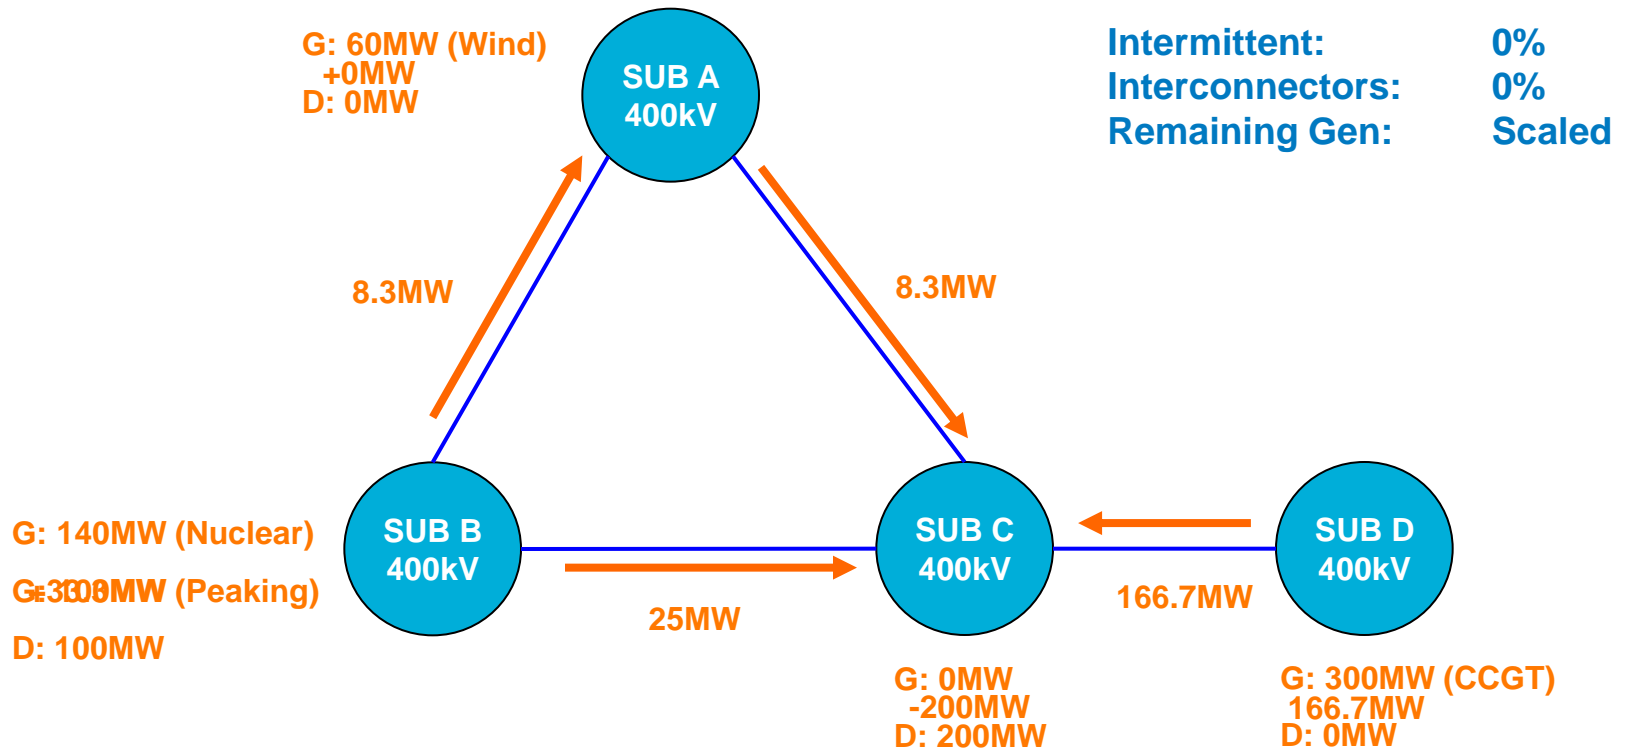 G: 60MW (Wind)
+0MW
D: 0MW
SUB A
400kV
Intermittent: 0%
Interconnectors: 0%
Remaining Gen: Scaled
8.3MW
8.3MW
G: 140MW (Nuclear)
(Peaking)
D: 100MW
SUB B
400kV
25MW
SUB C
400kV
166.7MW
SUB D
400kV
G: 0MW
-200MW
D: 200MW
G: 300MW (CCGT)
166.7MW
D: 0MW